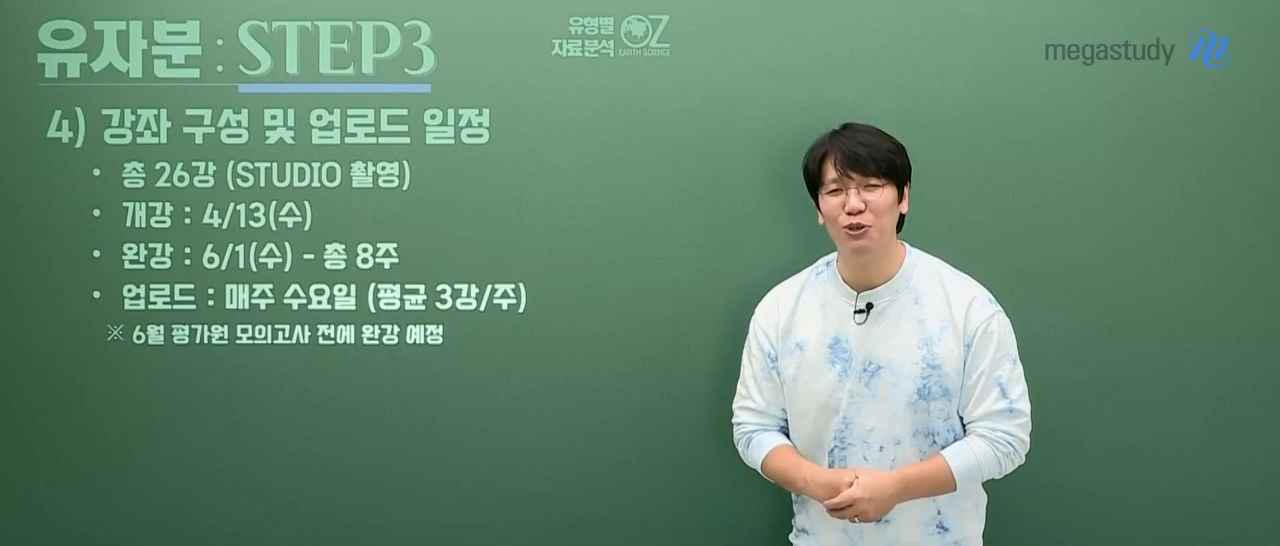 유자분 : STEP3
유형별
자료분석 OZ
EARTH SCIENCE
megastudy
4) 강좌 구성 및 업로드 일정
• 총 26강 (STUDIO 촬영)
• 개강 : 4/13(수)
• 완강 : 6/1(수) - 총 8주
• 업로드 : 매주 수요일 (평균 3강/주)
※ 6월 평가원 모의고사 전에 완강 예정